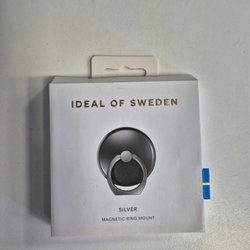 IDEAL OF SWEDEN
SILVER
MAGNETIC RING MOUNT